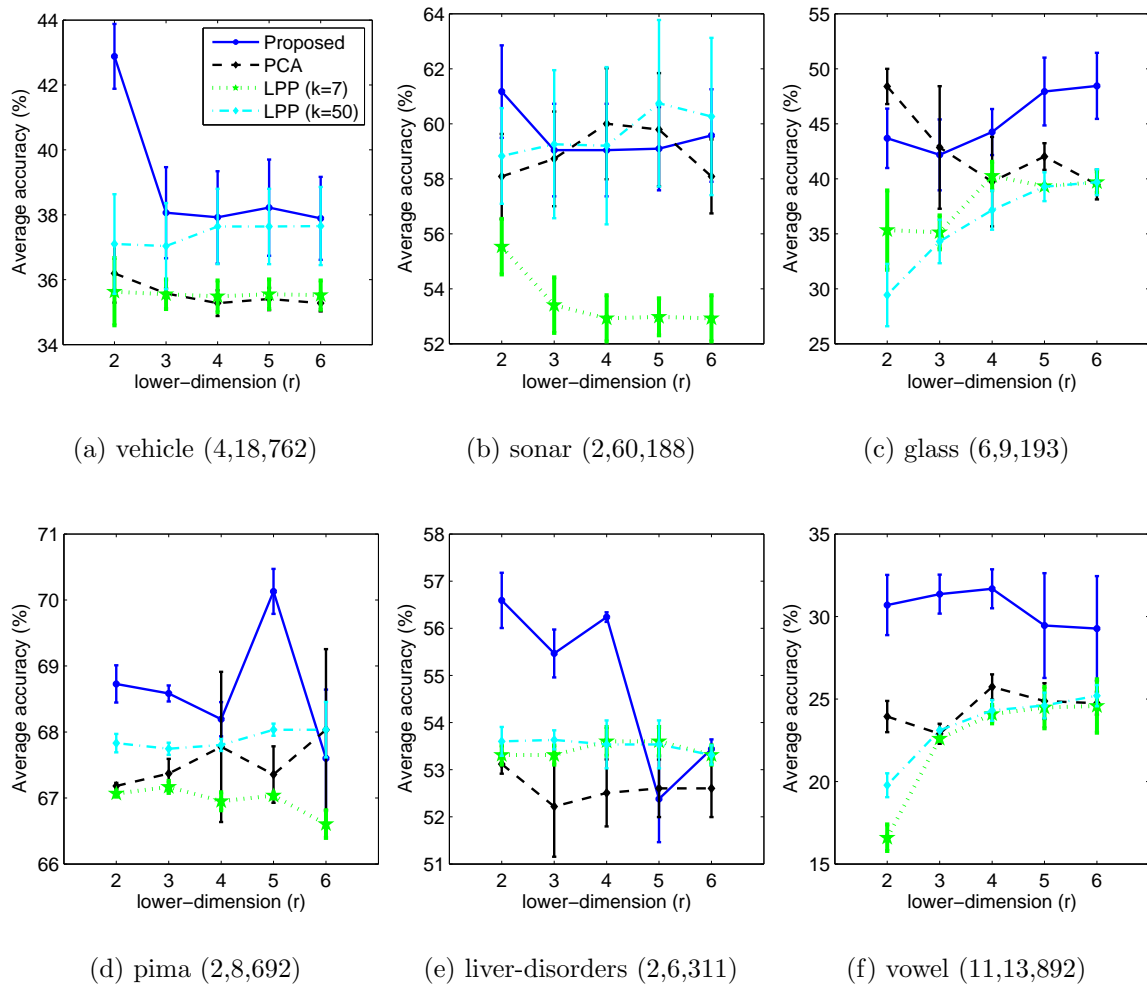 44
42
40
38
36
34
Average accuracy (%)
Proposed
PCA
LPP (k=7)
LPP (k=50)
2 3 4 5 6
lower−dimension (r)
(a) vehicle (4,18,762)
64
62
60
58
56
54
52
Average accuracy (%)
2 3 4 5 6
lower−dimension (r)
(b) sonar (2,60,188)
55
50
45
40
35
30
25
Average accuracy (%)
2 3 4 5 6
lower−dimension (r)
(c) glass (6,9,193)
71
70
69
68
67
66
Average accuracy (%)
2 3 4 5 6
lower−dimension (r)
(d) pima (2,8,692)
58
57
56
55
54
53
52
51
Average accuracy (%)
2 3 4 5 6
lower−dimension (r)
(e) liver-disorders (2,6,311)
35
30
25
20
15
Average accuracy (%)
2 3 4 5 6
lower−dimension (r)
(f) vowel (11,13,892)